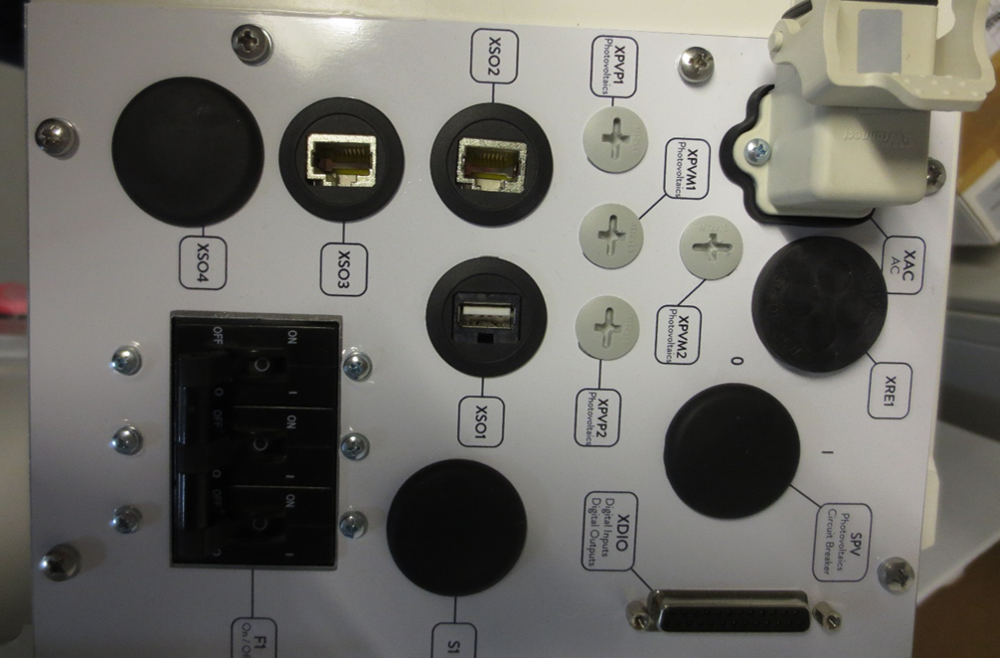 XAC
AC
XRE1
SPV
Photovoltaics
Circuit Breaker
0
I
XPVM1
Photovoltaics
XPVM2
Photovoltaics
XPVP1
Photovoltaics
XPVP2
Photovoltaics
XDIO
Digital Inputs
Digital Outputs
XSO2
XSO1
S1
XSO3
XSO4
ON I ON I ON I
OFF O OFF O OFF O
F1